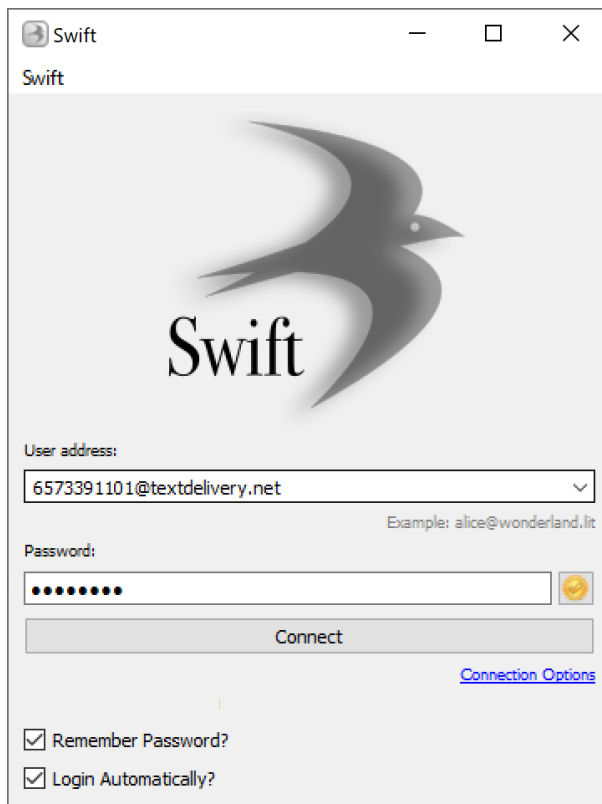 Swift
Swift
Swift
User address:
6573391101@textdelivery.net
Example: alice@wonderland.lit
Password:
••••••••
Connect
Connection Options
Remember Password?
Login Automatically?